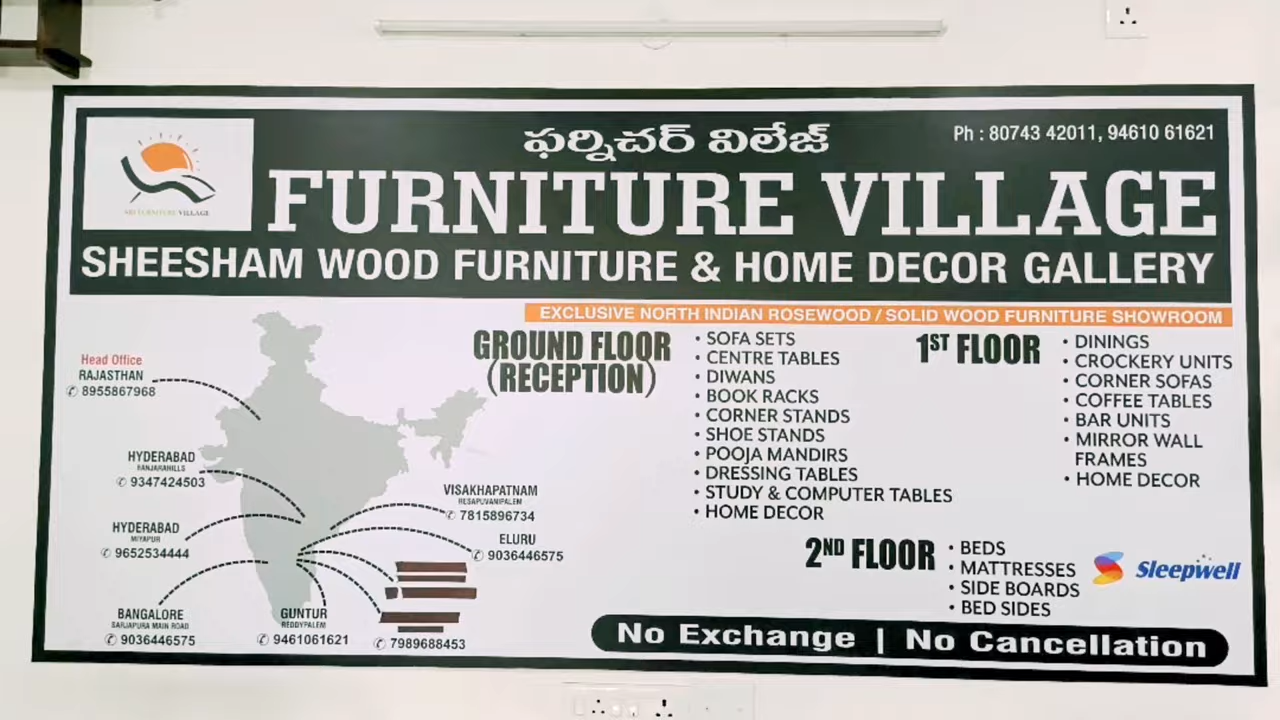 SRI FURNITURE VILLAGE
ఫర్నిచర్ విలేజ్
Ph : 80743 42011, 94610 61621
FURNITURE VILLAGE
SHEESHAM WOOD FURNITURE & HOME DECOR GALLERY
EXCLUSIVE NORTH INDIAN ROSEWOOD / SOLID WOOD FURNITURE SHOWROOM
Head Office
RAJASTHAN
8955867968
HYDERABAD
BANJARAHILLS
9347424503
HYDERABAD
MIYAPUR
9652534444
BANGALORE
SARJAPURA MAIN ROAD
9036446575
GUNTUR
REDDYPALEM
9461061621
7989688453
VISAKHAPATNAM
RESAPUVANIPALEM
7815896734
ELURU
9036446575
GROUND FLOOR
(RECEPTION)
• SOFA SETS
• CENTRE TABLES
• DIWANS
• BOOK RACKS
• CORNER STANDS
• SHOE STANDS
• POOJA MANDIRS
• DRESSING TABLES
• STUDY & COMPUTER TABLES
• HOME DECOR
1ST FLOOR
• DININGS
• CROCKERY UNITS
• CORNER SOFAS
• COFFEE TABLES
• BAR UNITS
• MIRROR WALL
FRAMES
• HOME DECOR
2ND FLOOR
• BEDS
• MATTRESSES
• SIDE BOARDS
• BED SIDES
Sleepwell
No Exchange | No Cancellation